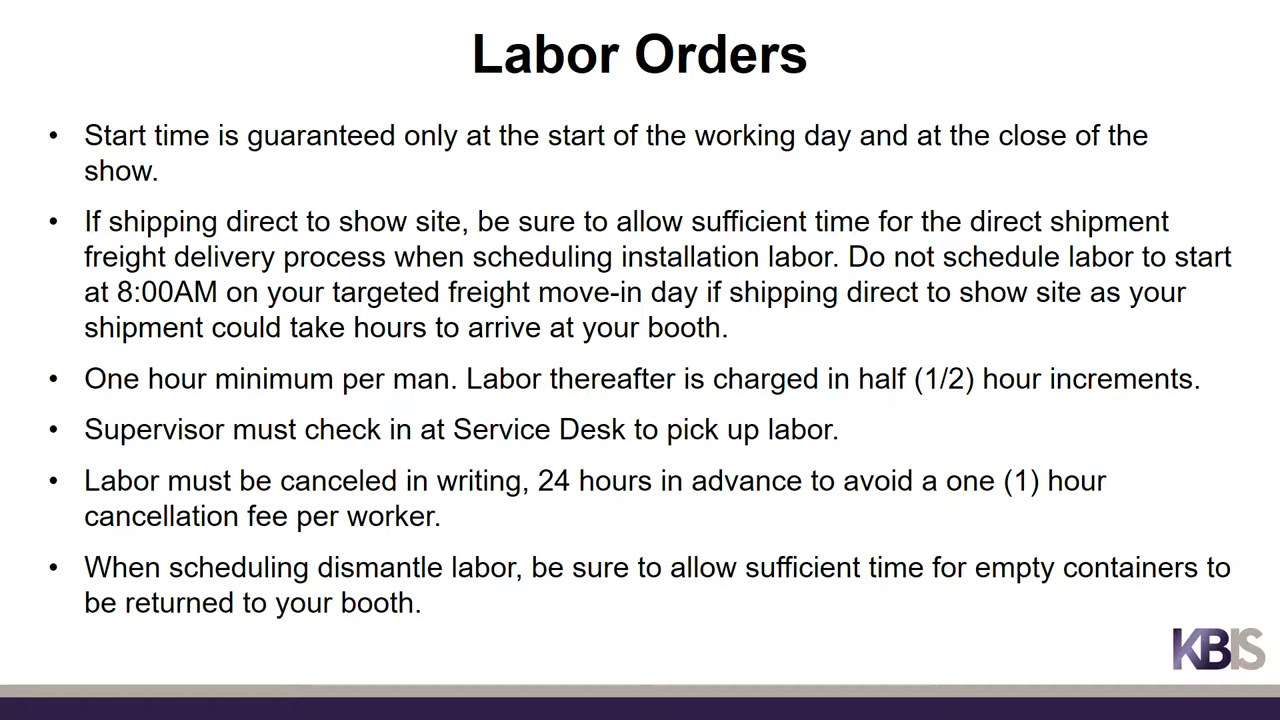 Labor Orders
• Start time is guaranteed only at the start of the working day and at the close of the
show.
• If shipping direct to show site, be sure to allow sufficient time for the direct shipment
freight delivery process when scheduling installation labor. Do not schedule labor to start
at 8:00AM on your targeted freight move-in day if shipping direct to show site as your
shipment could take hours to arrive at your booth.
• One hour minimum per man. Labor thereafter is charged in half (1/2) hour increments.
• Supervisor must check in at Service Desk to pick up labor.
• Labor must be canceled in writing, 24 hours in advance to avoid a one (1) hour
cancellation fee per worker.
• When scheduling dismantle labor, be sure to allow sufficient time for empty containers to
be returned to your booth.
KBIS